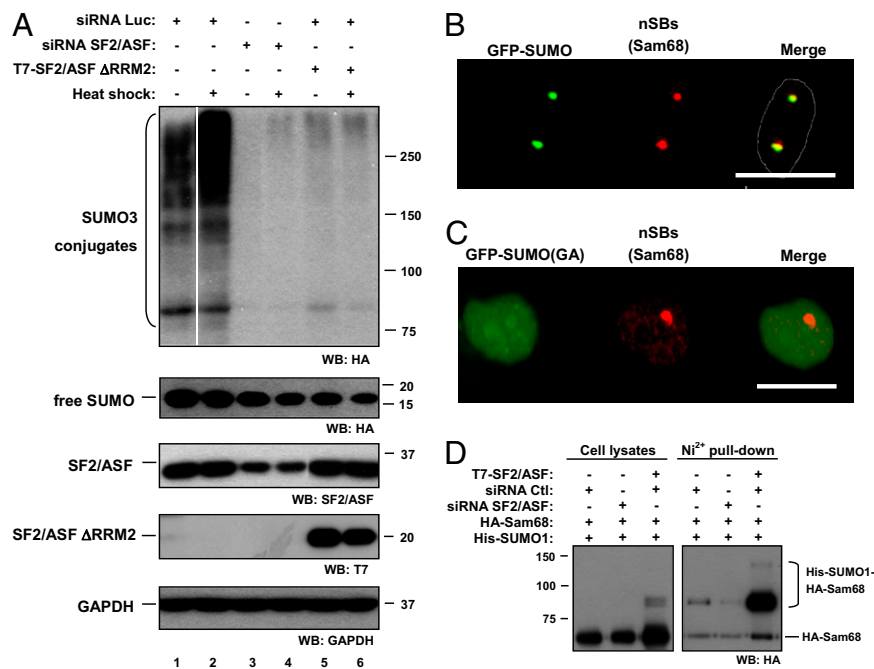 A
siRNA Luc: + + - - + +
siRNA SF2/ASF: - - + + - -
T7-SF2/ASF ΔRRM2: - - - - + +
Heat shock: - + - + - +
SUMO3
conjugates
250
150
100
75
WB: HA
free SUMO
20
15
WB: HA
SF2/ASF
37
WB: SF2/ASF
SF2/ASF ΔRRM2
20
WB: T7
GAPDH
37
WB: GAPDH
1 2 3 4 5 6
B
GFP-SUMO
nSBs
(Sam68)
Merge
C
GFP-SUMO(GA)
nSBs
(Sam68)
Merge
D
Cell lysates Ni2+ pull-down
T7-SF2/ASF: - - + - - +
siRNA Ctl: + - + + - +
siRNA SF2/ASF: - + - - + -
HA-Sam68: + + + + + +
His-SUMO1: + + + + + +
150
100
75
His-SUMO1-
HA-Sam68
HA-Sam68
WB: HA